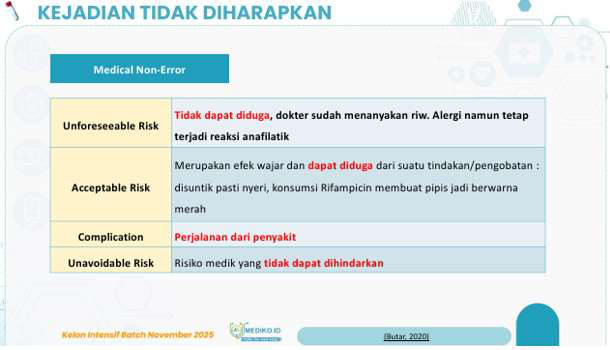 KEJADIAN TIDAK DIHARAPKAN
Medical Non-Error
Unforeseeable Risk
Tidak dapat diduga, dokter sudah menanyakan riw. Alergi namun tetap
terjadi reaksi anafilatik
Acceptable Risk
Merupakan efek wajar dan dapat diduga dari suatu tindakan/pengobatan :
disuntik pasti nyeri, konsumsi Rifampicin membuat pipis jadi berwarna
merah
Complication
Perjalanan dari penyakit
Unavoidable Risk
Risiko medik yang tidak dapat dihindarkan
Kelon Intensif Batch November 2025
MEDIKO.ID
(Butar, 2020)